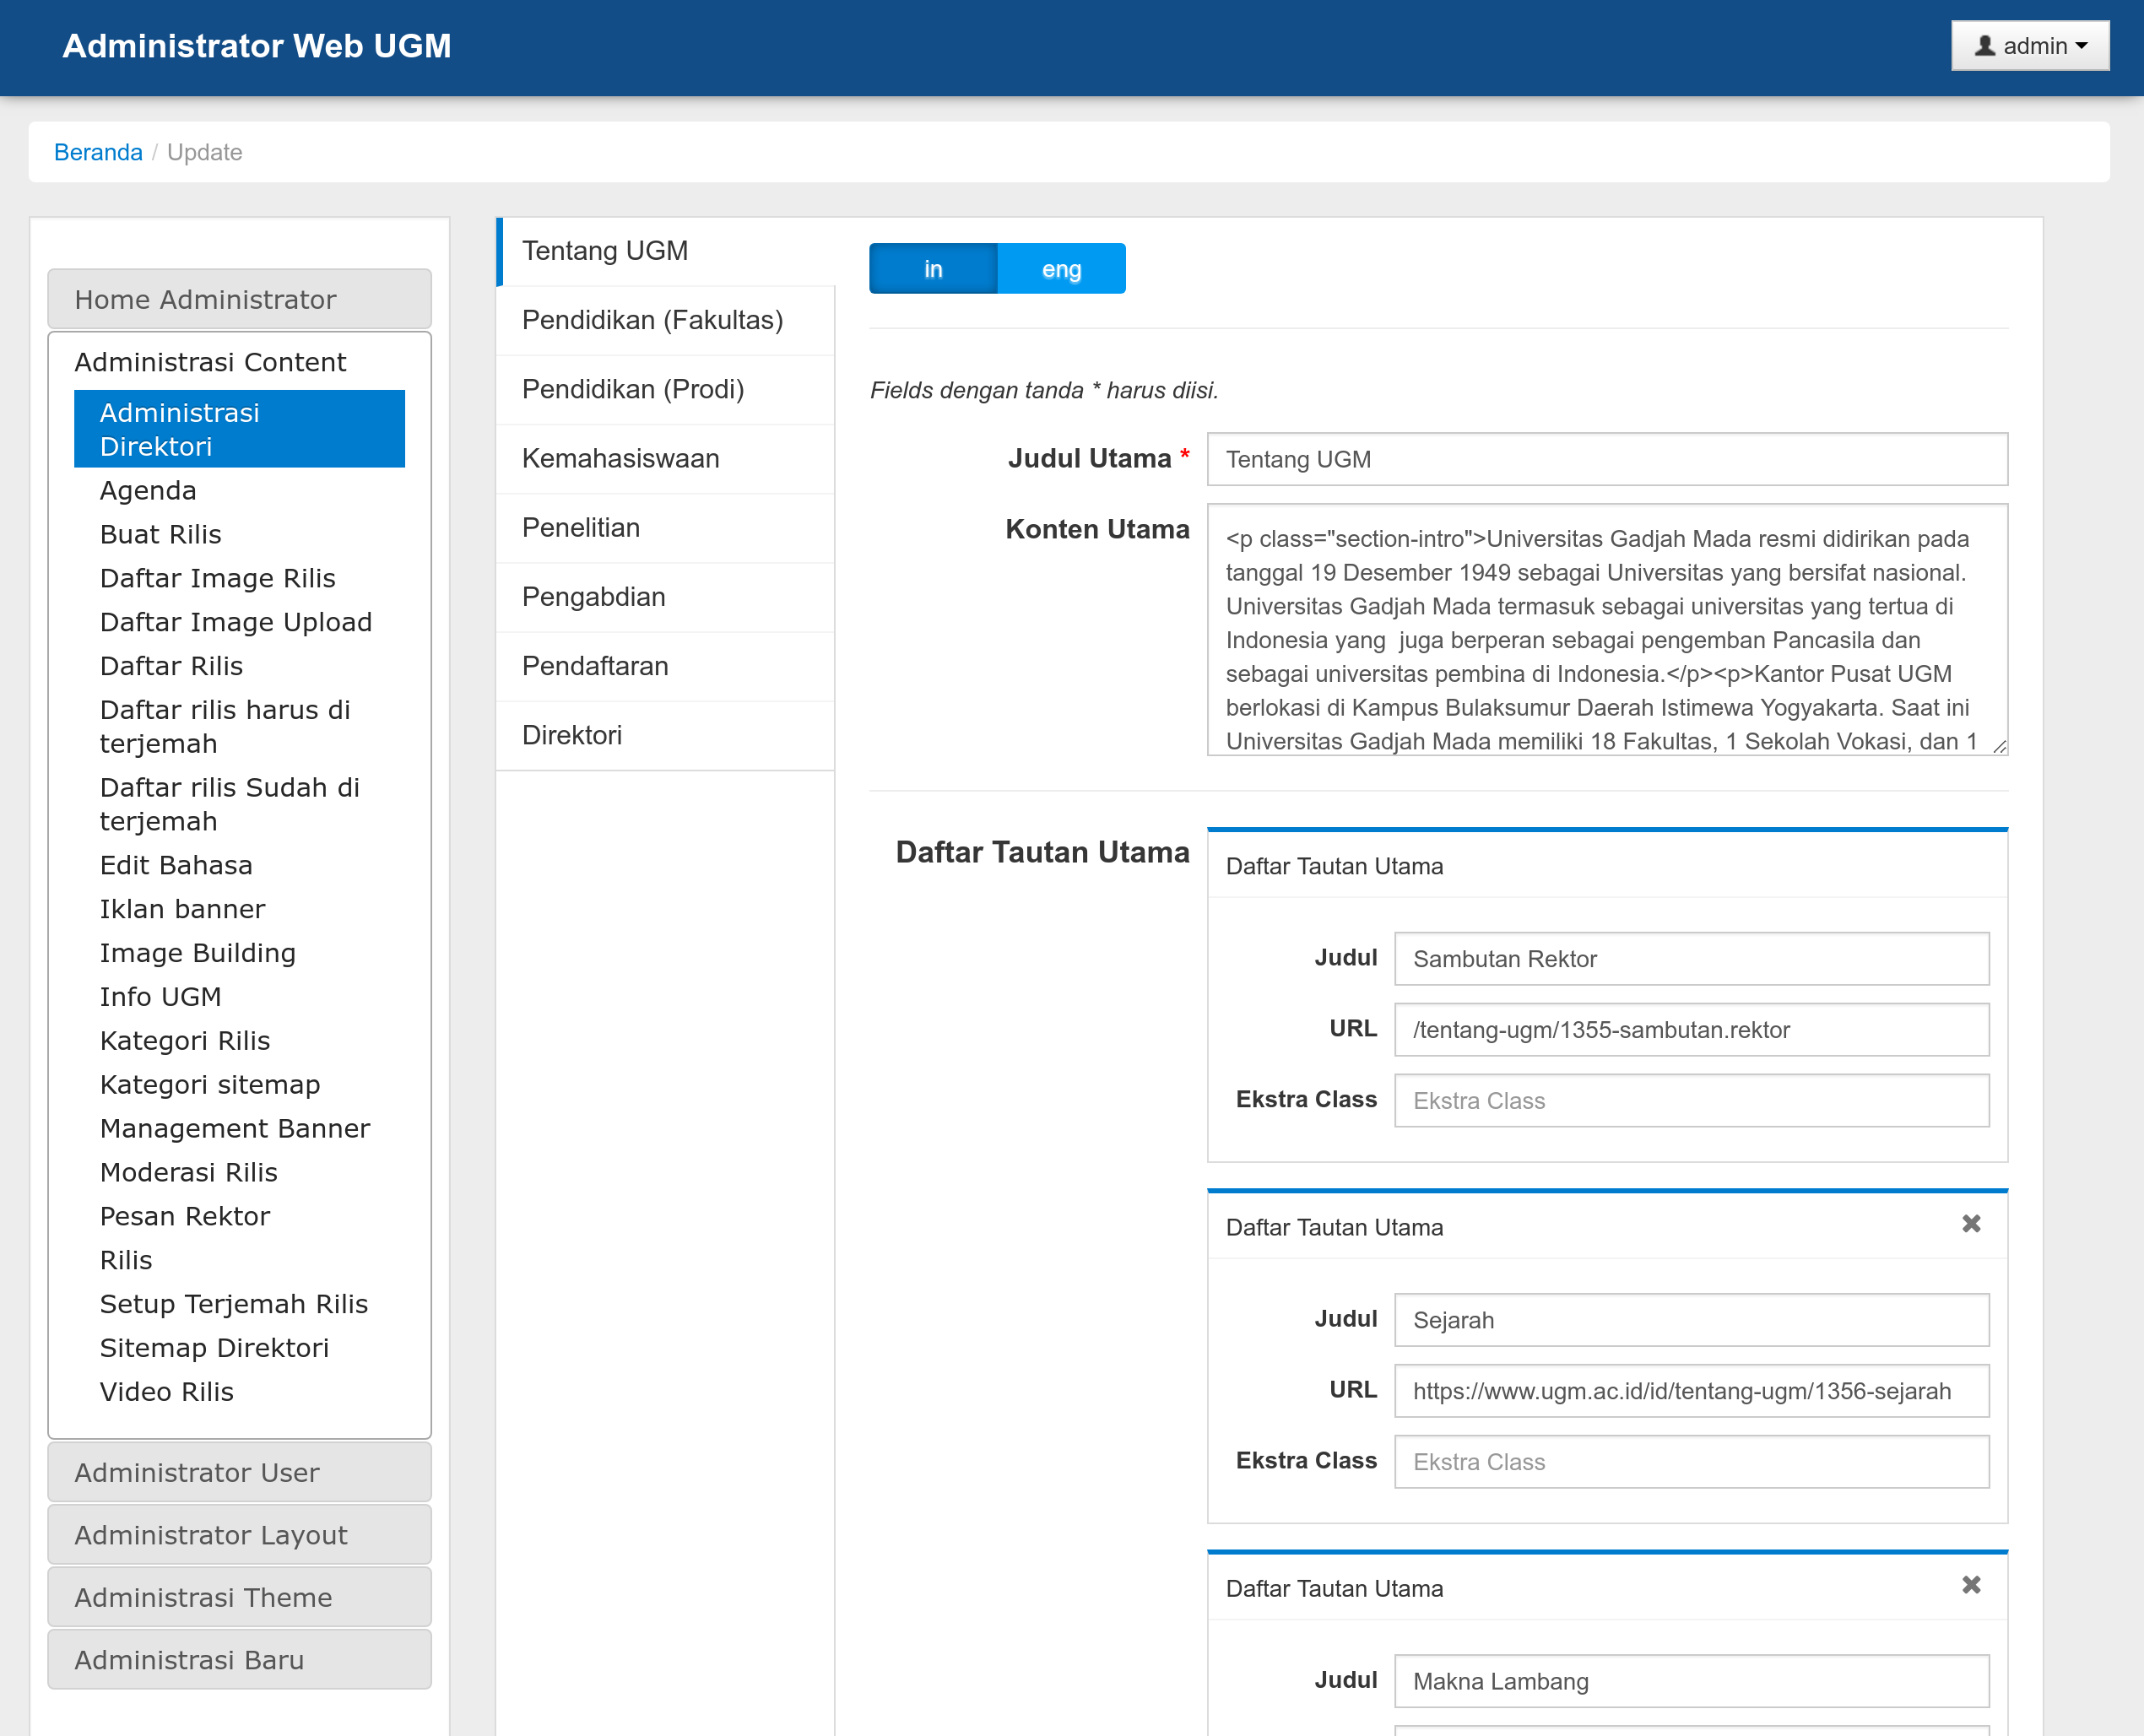 Administrator Web UGM
admin
Beranda / Update
Home Administrator
Administrasi Content
Administrasi
Direktori
Agenda
Buat Rilis
Daftar Image Rilis
Daftar Image Upload
Daftar Rilis
Daftar rilis harus di
terjemah
Daftar rilis Sudah di
terjemah
Edit Bahasa
Iklan banner
Image Building
Info UGM
Kategori Rilis
Kategori sitemap
Management Banner
Moderasi Rilis
Pesan Rektor
Rilis
Setup Terjemah Rilis
Sitemap Direktori
Video Rilis
Administrator User
Administrator Layout
Administrasi Theme
Administrasi Baru
Tentang UGM
Pendidikan (Fakultas)
Pendidikan (Prodi)
Kemahasiswaan
Penelitian
Pengabdian
Pendaftaran
Direktori
in eng
Fields dengan tanda * harus diisi.
Judul Utama * Tentang UGM
Konten Utama
<p class="section-intro">Universitas Gadjah Mada resmi didirikan pada
tanggal 19 Desember 1949 sebagai Universitas yang bersifat nasional.
Universitas Gadjah Mada termasuk sebagai universitas yang tertua di
Indonesia yang  juga berperan sebagai pengemban Pancasila dan
sebagai universitas pembina di Indonesia.</p><p>Kantor Pusat UGM
berlokasi di Kampus Bulaksumur Daerah Istimewa Yogyakarta. Saat ini
Universitas Gadjah Mada memiliki 18 Fakultas, 1 Sekolah Vokasi, dan 1
Daftar Tautan Utama
Daftar Tautan Utama
Judul Sambutan Rektor
URL /tentang-ugm/1355-sambutan.rektor
Ekstra Class Ekstra Class
Daftar Tautan Utama
Judul Sejarah
URL https://www.ugm.ac.id/id/tentang-ugm/1356-sejarah
Ekstra Class Ekstra Class
Daftar Tautan Utama
Judul Makna Lambang